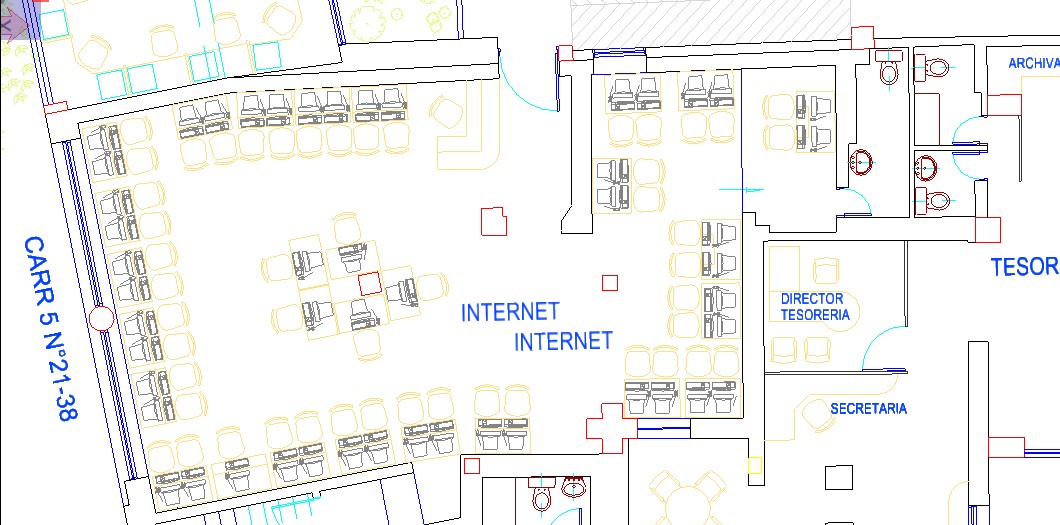 ARCHIVA
CARR 5 N°21-38
TESOR
DIRECTOR
TESORERIA
INTERNET
INTERNET
SECRETARIA